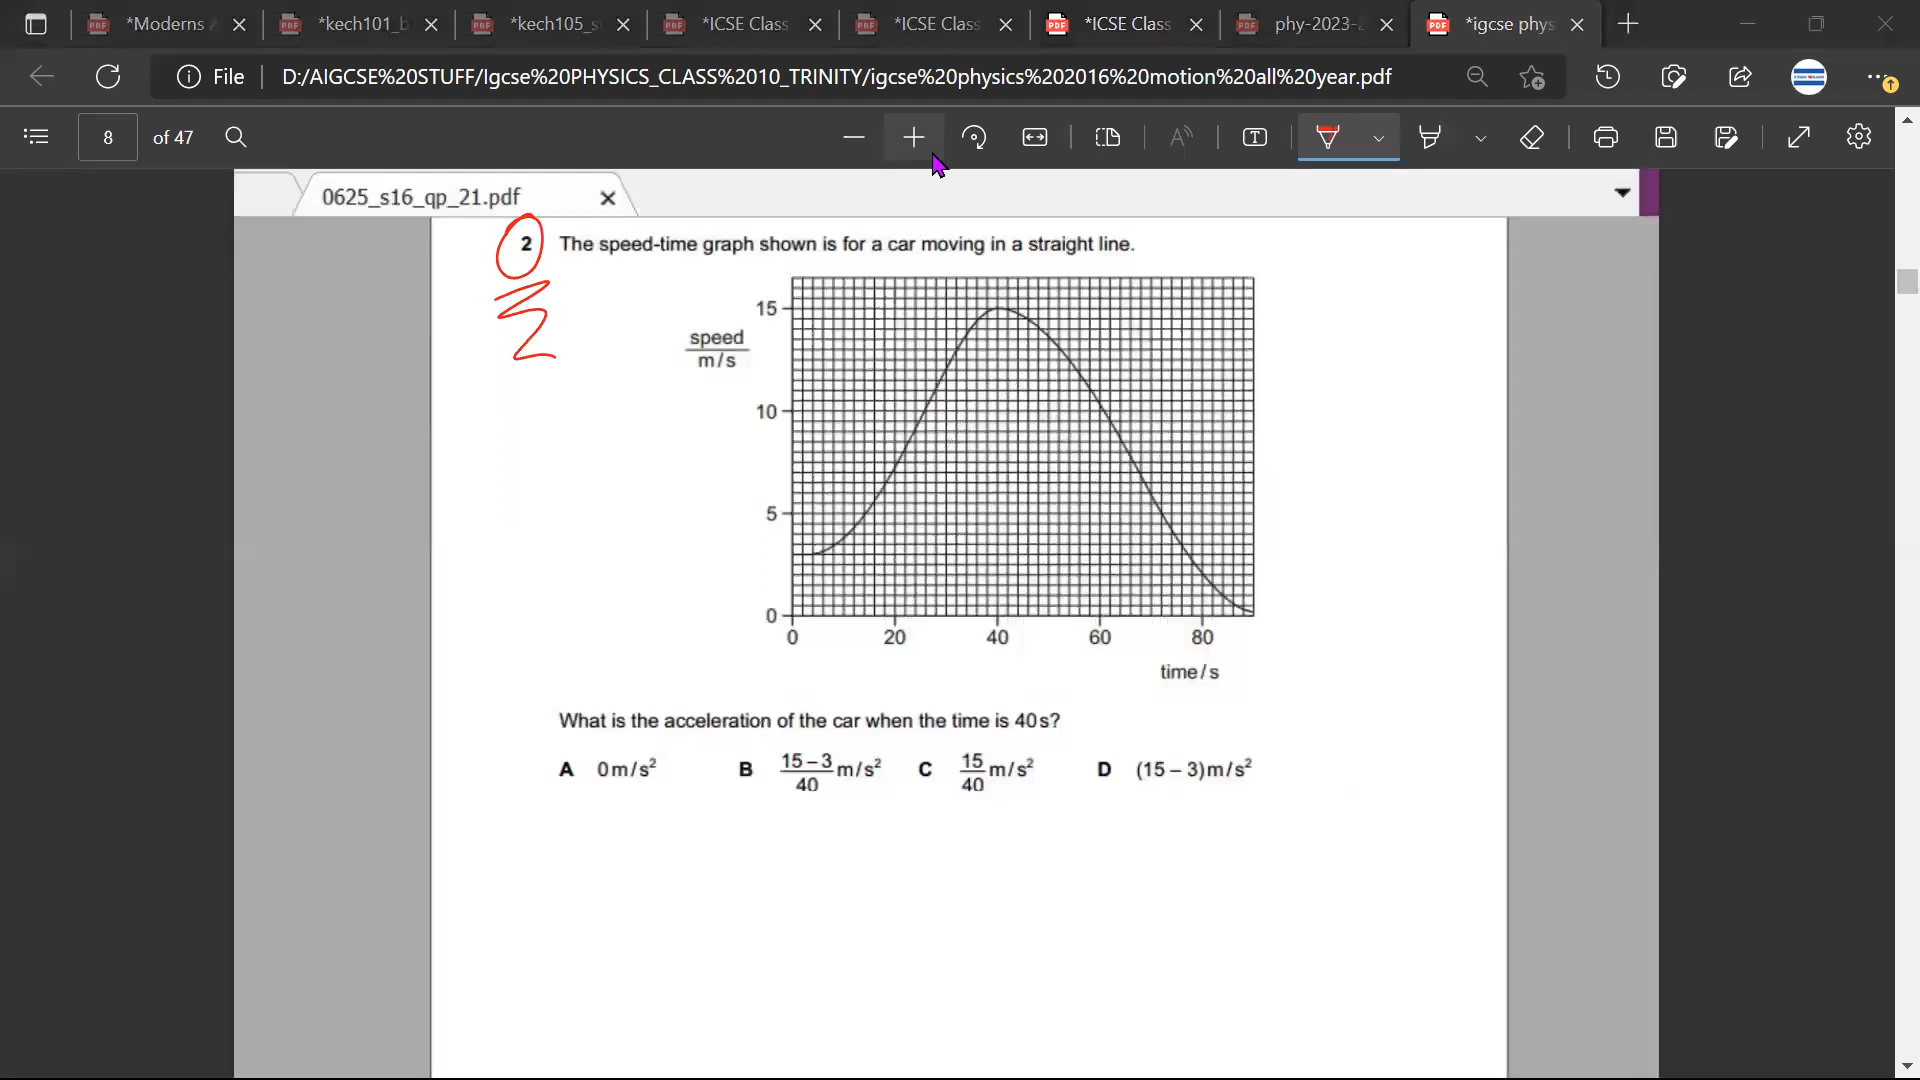 *Moderns A
*kech101_b
*kech105_s
*ICSE Class
*ICSE Class
*ICSE Class
phy-2023-2
*igcse phys
File
D:/AIGCSE%20STUFF/Igcse%20PHYSICS_CLASS%2010_TRINITY/igcse%20physics%202016%20motion%20all%20year.pdf
8 of 47
0625_s16_qp_21.pdf
2 The speed-time graph shown is for a car moving in a straight line.
15
speed
m/s
10
5
0
0 20 40 60 80
time/s
What is the acceleration of the car when the time is 40s?
A 0m/s² B (15–3)/40 m/s² C 15/40 m/s² D (15–3)m/s²